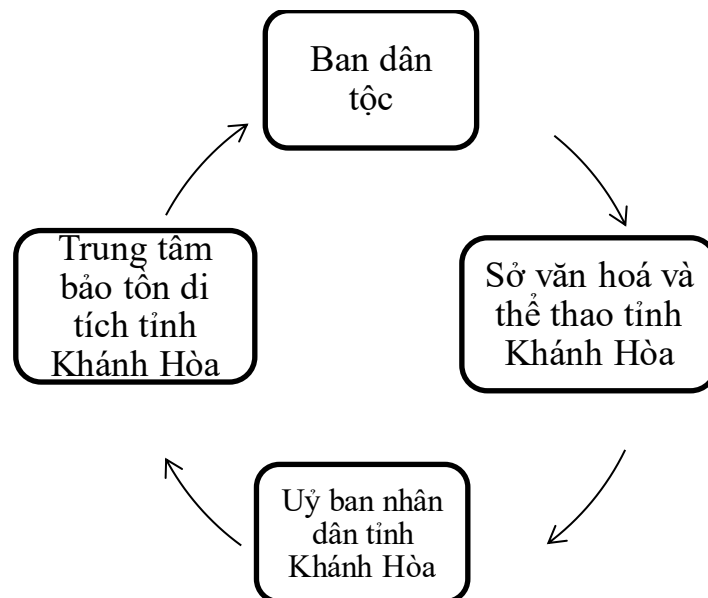 Ban dân
tộc
Sở văn hoá và
thể thao tỉnh
Khánh Hòa
Uỷ ban nhân
dân tỉnh
Khánh Hòa
Trung tâm
bảo tồn di
tích tỉnh
Khánh Hòa